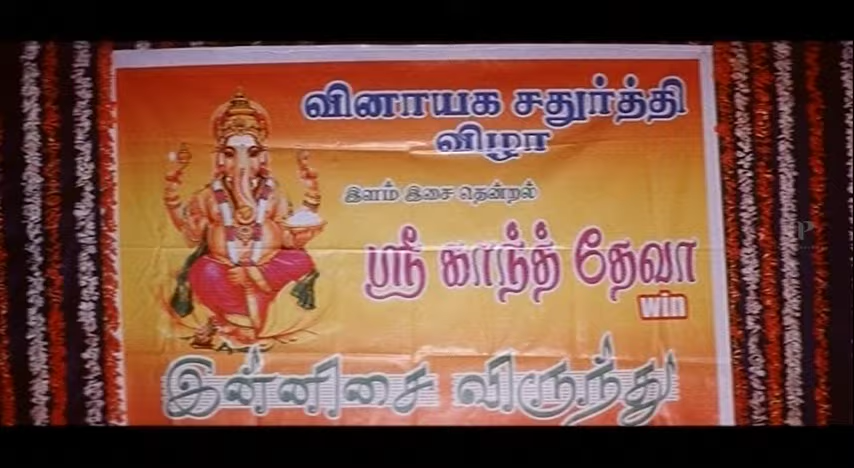 வினாயக சதுர்த்தி
விழா
இளம் இசை தென்றல்
ஸ்ரீ காந்த் தேவா
win
இன்னிசை விருந்து